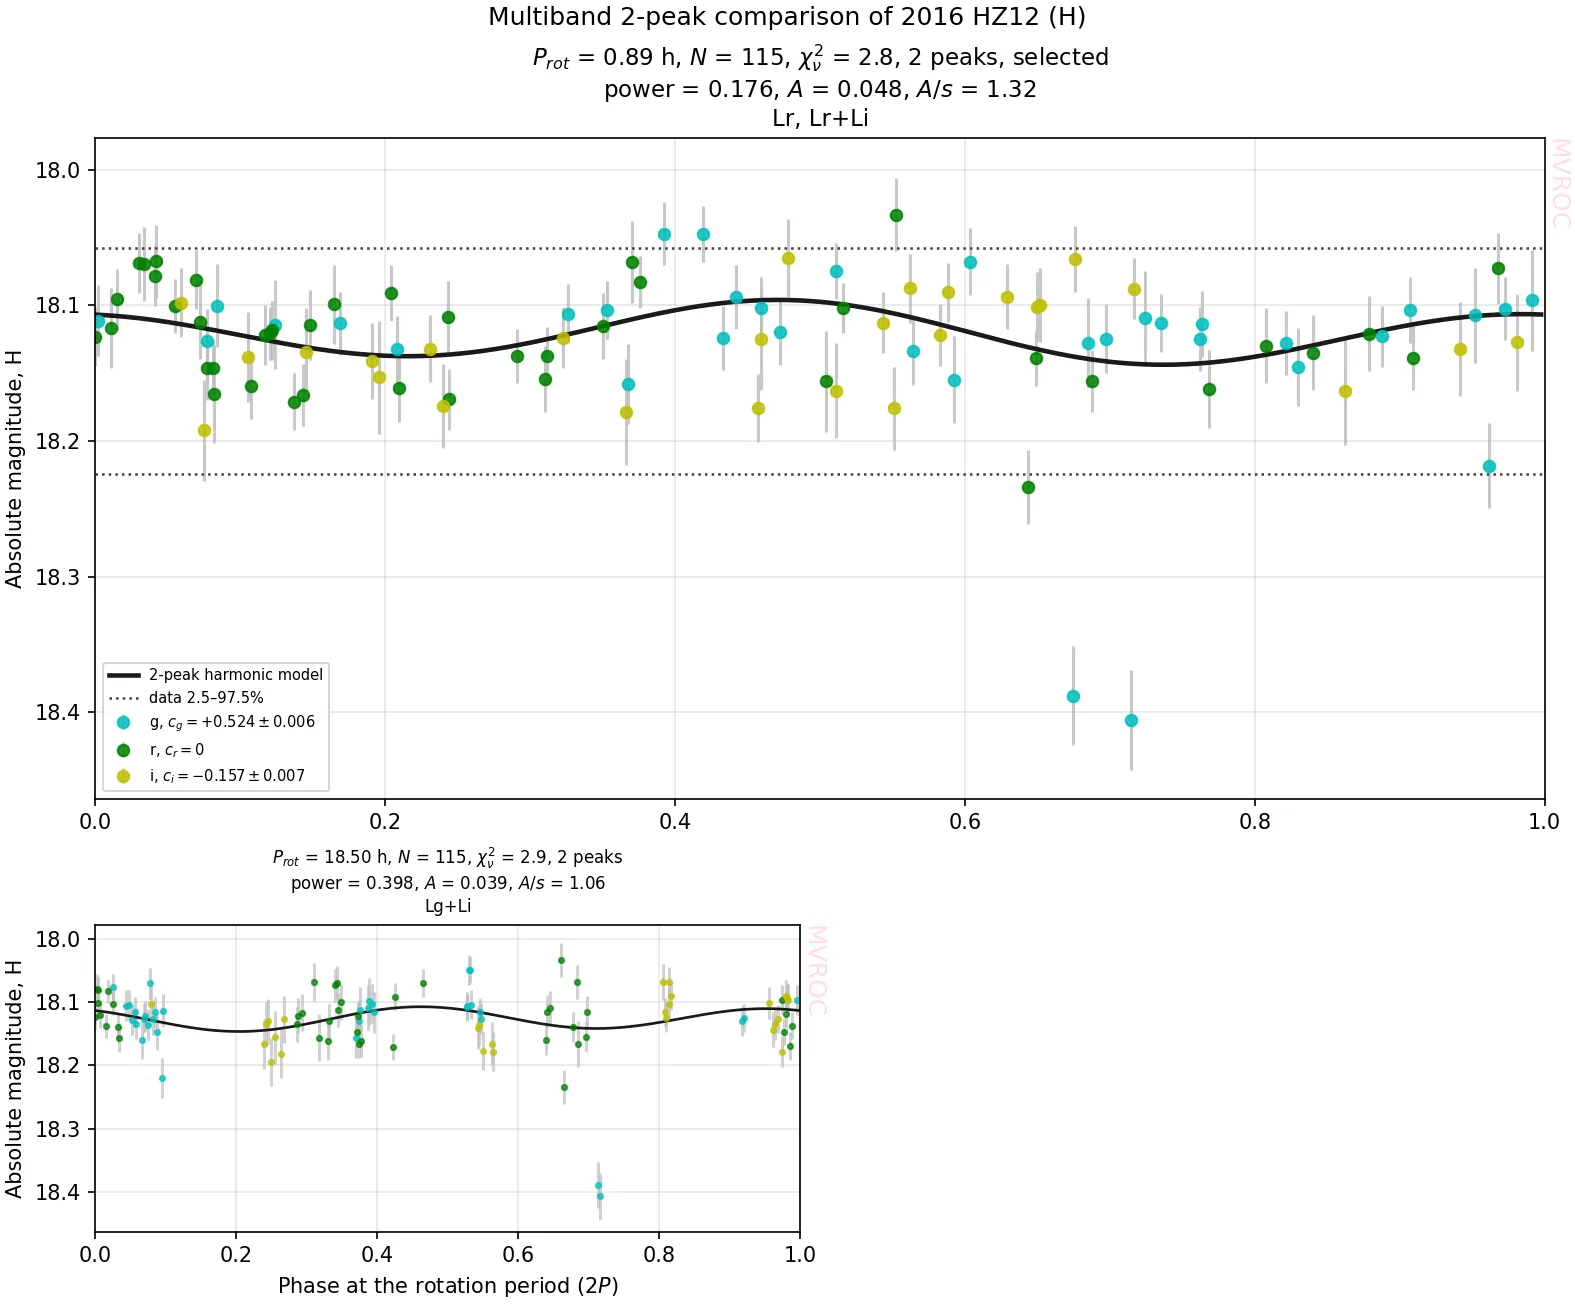 Multiband 2-peak comparison of 2016 HZ12 (H)
P_rot = 0.89 h, N = 115, χ²_ν = 2.8, 2 peaks, selected
power = 0.176, A = 0.048, A/s = 1.32
Lr, Lr+Li
MVROC
Absolute magnitude, H
18.0
18.1
18.2
18.3
18.4
2-peak harmonic model
data 2.5–97.5%
g, c_g = +0.524 ± 0.006
r, c_r = 0
i, c_i = −0.157 ± 0.007
0.0 0.2 0.4 0.6 0.8 1.0
P_rot = 18.50 h, N = 115, χ²_ν = 2.9, 2 peaks
power = 0.398, A = 0.039, A/s = 1.06
Lg+Li
MVROC
Absolute magnitude, H
18.0
18.1
18.2
18.3
18.4
0.0 0.2 0.4 0.6 0.8 1.0
Phase at the rotation period (2P)